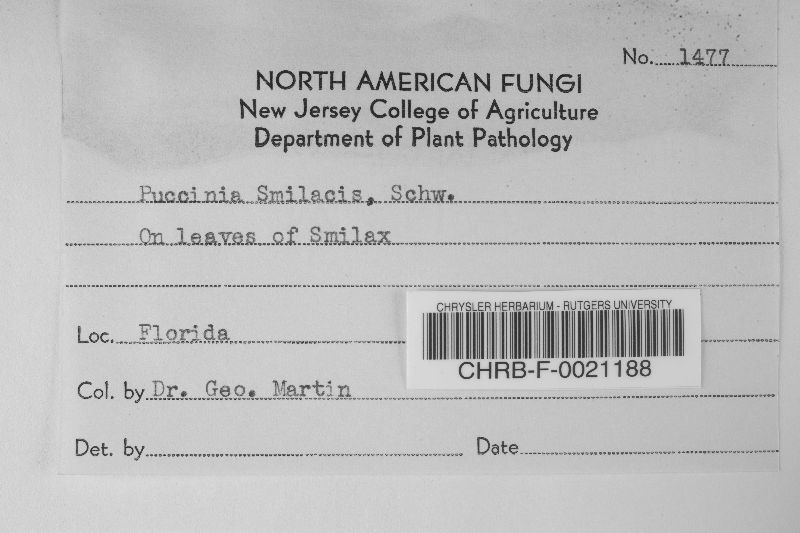 No. 1477
NORTH AMERICAN FUNGI
New Jersey College of Agriculture
Department of Plant Pathology
Puccinia Smilacis, Schw.
On leaves of Smilax
CHRYSLER HERBARIUM - RUTGERS UNIVERSITY
CHRB-F-0021188
Loc. Florida
Col. by Dr. Geo. Martin
Det. by
Date